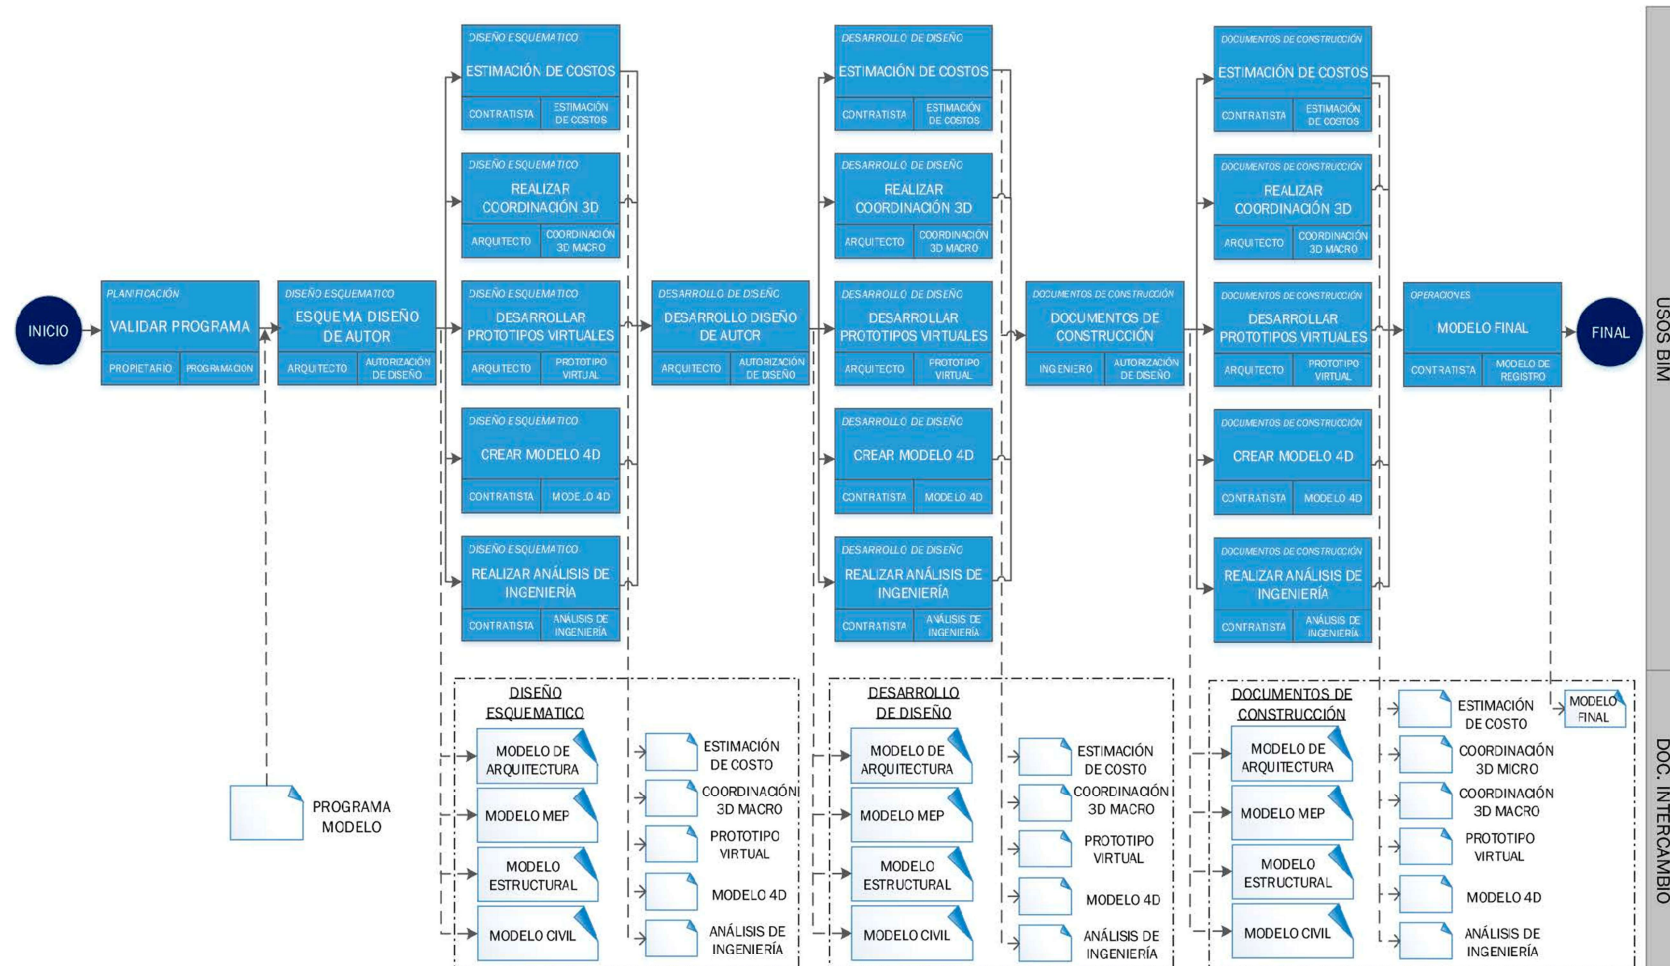 INICIO
PLANIFICACIÓN
VALIDAR PROGRAMA
PROPIETARIO
PROGRAMACIÓN
DISEÑO ESQUEMATICO
ESQUEMA DISEÑO
DE AUTOR
ARQUITECTO
AUTORIZACIÓN
DE DISEÑO
DISEÑO ESQUEMATICO
ESTIMACIÓN DE COSTOS
CONTRATISTA
ESTIMACIÓN
DE COSTOS
DISEÑO ESQUEMATICO
REALIZAR
COORDINACIÓN 3D
ARQUITECTO
COORDINACIÓN
3D MACRO
DISEÑO ESQUEMATICO
DESARROLLAR
PROTOTIPOS VIRTUALES
ARQUITECTO
PROTOTIPO
VIRTUAL
DISEÑO ESQUEMATICO
CREAR MODELO 4D
CONTRATISTA
MODELO 4D
DISEÑO ESQUEMATICO
REALIZAR ANÁLISIS DE
INGENIERÍA
CONTRATISTA
ANÁLISIS DE
INGENIERÍA
DESARROLLO DE DISEÑO
DESARROLLO DISEÑO
DE AUTOR
ARQUITECTO
AUTORIZACIÓN
DE DISEÑO
DESARROLLO DE DISEÑO
ESTIMACIÓN DE COSTOS
CONTRATISTA
ESTIMACIÓN
DE COSTOS
DESARROLLO DE DISEÑO
REALIZAR
COORDINACIÓN 3D
ARQUITECTO
COORDINACIÓN
3D MACRO
DESARROLLO DE DISEÑO
DESARROLLAR
PROTOTIPOS VIRTUALES
ARQUITECTO
PROTOTIPO
VIRTUAL
DESARROLLO DE DISEÑO
CREAR MODELO 4D
CONTRATISTA
MODELO 4D
DESARROLLO DE DISEÑO
REALIZAR ANÁLISIS DE
INGENIERÍA
CONTRATISTA
ANÁLISIS DE
INGENIERÍA
DOCUMENTOS DE CONSTRUCCIÓN
DOCUMENTOS DE
CONSTRUCCIÓN
INGENIERO
AUTORIZACIÓN
DE DISEÑO
DOCUMENTOS DE CONSTRUCCIÓN
ESTIMACIÓN DE COSTOS
CONTRATISTA
ESTIMACIÓN
DE COSTOS
DOCUMENTOS DE CONSTRUCCIÓN
REALIZAR
COORDINACIÓN 3D
ARQUITECTO
COORDINACIÓN
3D MACRO
DOCUMENTOS DE CONSTRUCCIÓN
DESARROLLAR
PROTOTIPOS VIRTUALES
ARQUITECTO
PROTOTIPO
VIRTUAL
DOCUMENTOS DE CONSTRUCCIÓN
CREAR MODELO 4D
CONTRATISTA
MODELO 4D
DOCUMENTOS DE CONSTRUCCIÓN
REALIZAR ANÁLISIS DE
INGENIERÍA
CONTRATISTA
ANÁLISIS DE
INGENIERÍA
OPERACIONES
MODELO FINAL
CONTRATISTA
MODELO DE
REGISTRO
FINAL
USOS BIM
PROGRAMA
MODELO
DISEÑO
ESQUEMATICO
MODELO DE
ARQUITECTURA
MODELO MEP
MODELO
ESTRUCTURAL
MODELO CIVIL
ESTIMACIÓN
DE COSTO
COORDINACIÓN
3D MACRO
PROTOTIPO
VIRTUAL
MODELO 4D
ANÁLISIS DE
INGENIERÍA
DESARROLLO
DE DISEÑO
MODELO DE
ARQUITECTURA
MODELO MEP
MODELO
ESTRUCTURAL
MODELO CIVIL
ESTIMACIÓN
DE COSTO
COORDINACIÓN
3D MACRO
PROTOTIPO
VIRTUAL
MODELO 4D
ANÁLISIS DE
INGENIERÍA
DOCUMENTOS DE
CONSTRUCCIÓN
MODELO DE
ARQUITECTURA
MODELO MEP
MODELO
ESTRUCTURAL
MODELO CIVIL
ESTIMACIÓN
DE COSTO
COORDINACIÓN
3D MICRO
COORDINACIÓN
3D MACRO
PROTOTIPO
VIRTUAL
MODELO 4D
ANÁLISIS DE
INGENIERÍA
MODELO
FINAL
DOC. INTERCAMBIO